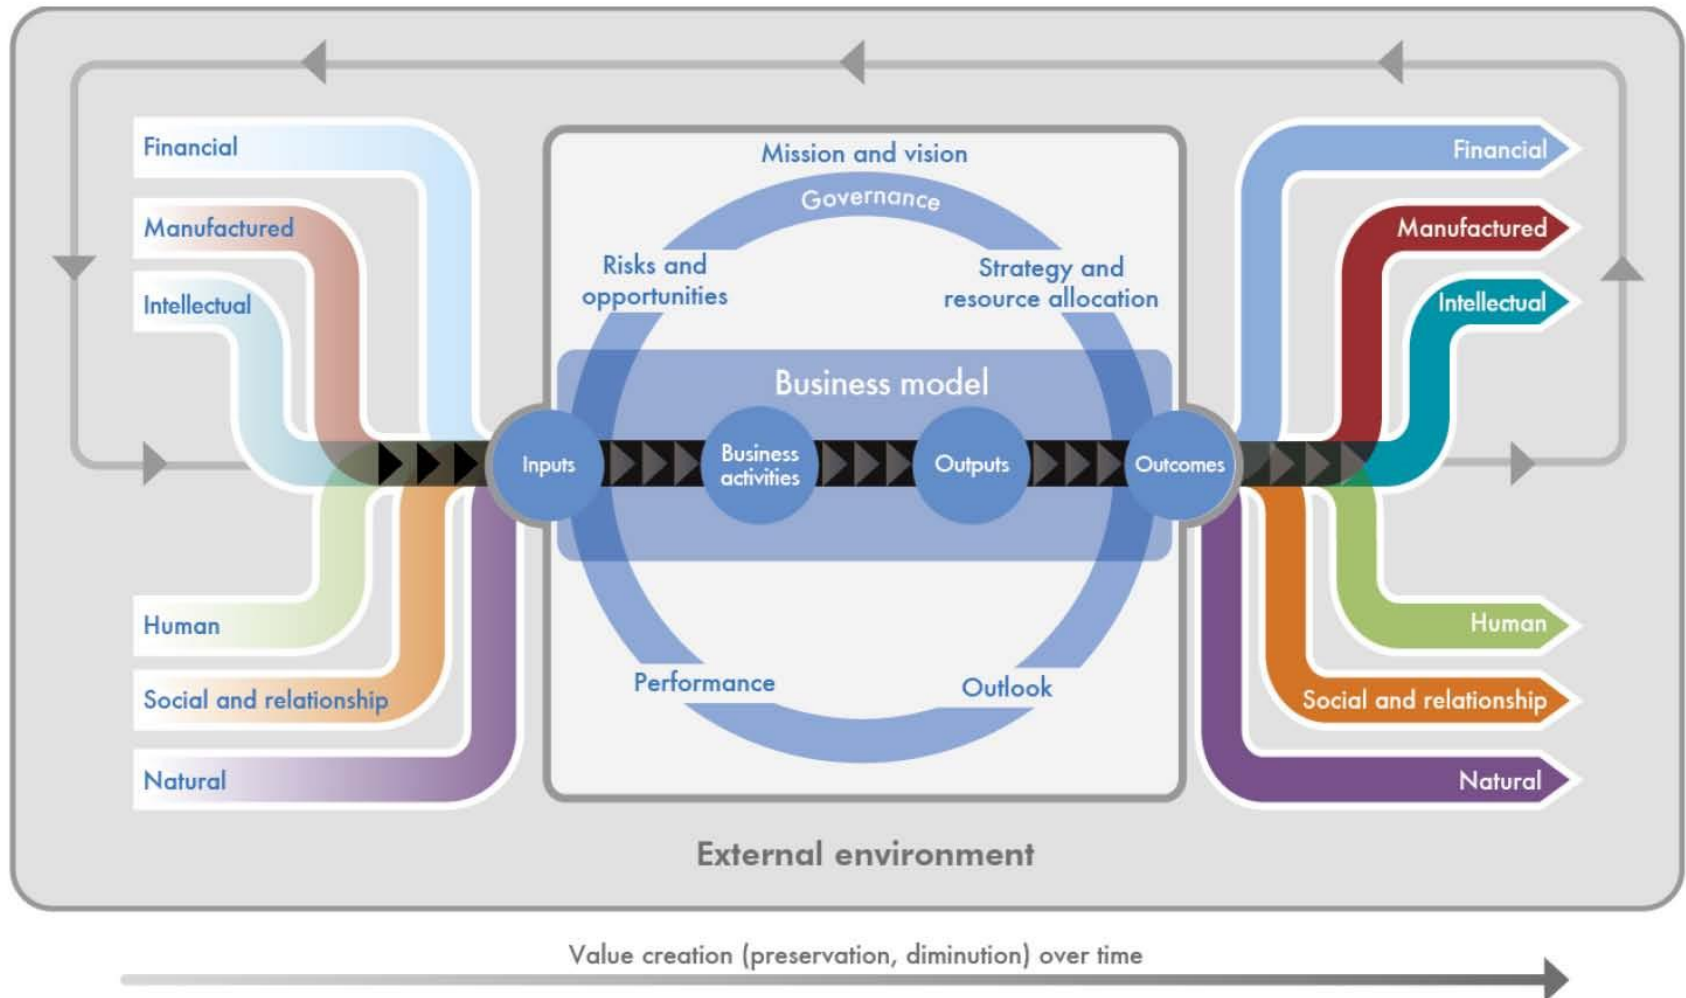 Financial
Manufactured
Intellectual
Human
Social and relationship
Natural
Mission and vision
Governance
Risks and
opportunities
Strategy and
resource allocation
Business model
Inputs
Business
activities
Outputs
Outcomes
Performance
Outlook
Financial
Manufactured
Intellectual
Human
Social and relationship
Natural
External environment
Value creation (preservation, diminution) over time